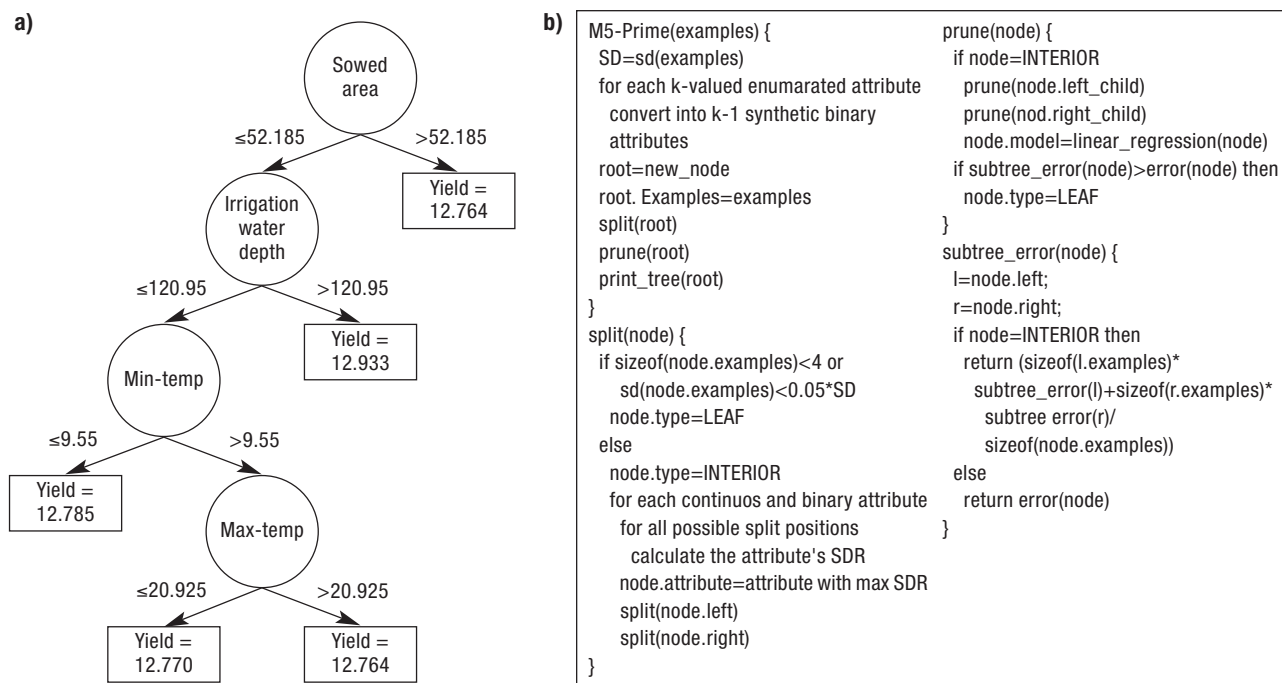 a)
Sowed
area
≤52.185
>52.185
Irrigation
water
depth
Yield =
12.764
≤120.95
>120.95
Min-temp
Yield =
12.933
≤9.55
>9.55
Yield =
12.785
Max-temp
≤20.925
>20.925
Yield =
12.770
Yield =
12.764
b)
M5-Prime(examples) {
SD=sd(examples)
for each k-valued enumarated attribute
convert into k-1 synthetic binary
attributes
root=new_node
root. Examples=examples
split(root)
prune(root)
print_tree(root)
}
split(node) {
if sizeof(node.examples)<4 or
sd(node.examples)<0.05*SD
node.type=LEAF
else
node.type=INTERIOR
for each continuos and binary attribute
for all possible split positions
calculate the attribute's SDR
node.attribute=attribute with max SDR
split(node.left)
split(node.right)
}
prune(node) {
if node=INTERIOR
prune(node.left_child)
prune(nod.right_child)
node.model=linear_regression(node)
if subtree_error(node)>error(node) then
node.type=LEAF
}
subtree_error(node) {
l=node.left;
r=node.right;
if node=INTERIOR then
return (sizeof(l.examples)*
subtree_error(l)+sizeof(r.examples)*
subtree error(r)/
sizeof(node.examples))
else
return error(node)
}